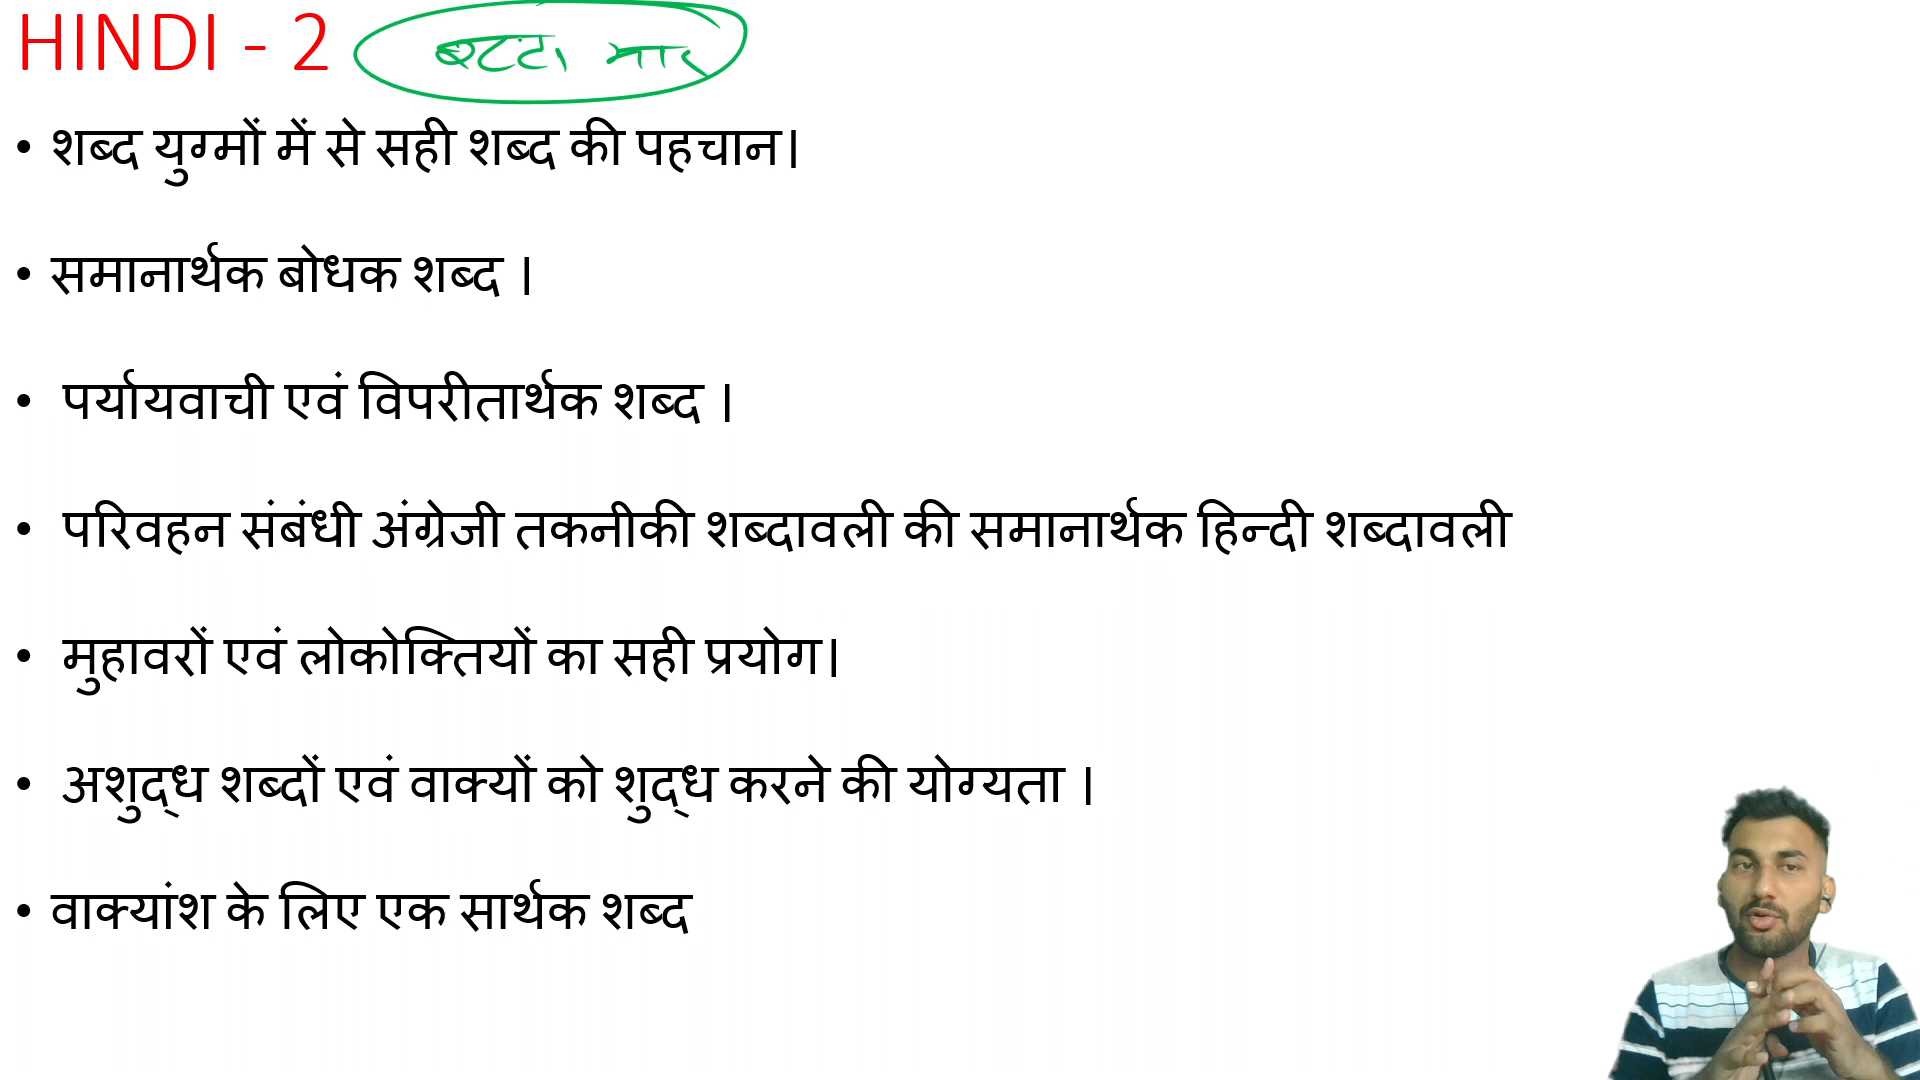 HINDI - 2
• शब्द युग्मों में से सही शब्द की पहचान।
• समानार्थक बोधक शब्द ।
• पर्यायवाची एवं विपरीतार्थक शब्द ।
• परिवहन संबंधी अंग्रेजी तकनीकी शब्दावली की समानार्थक हिन्दी शब्दावली
• मुहावरों एवं लोकोक्तियों का सही प्रयोग।
• अशुद्ध शब्दों एवं वाक्यों को शुद्ध करने की योग्यता ।
• वाक्यांश के लिए एक सार्थक शब्द